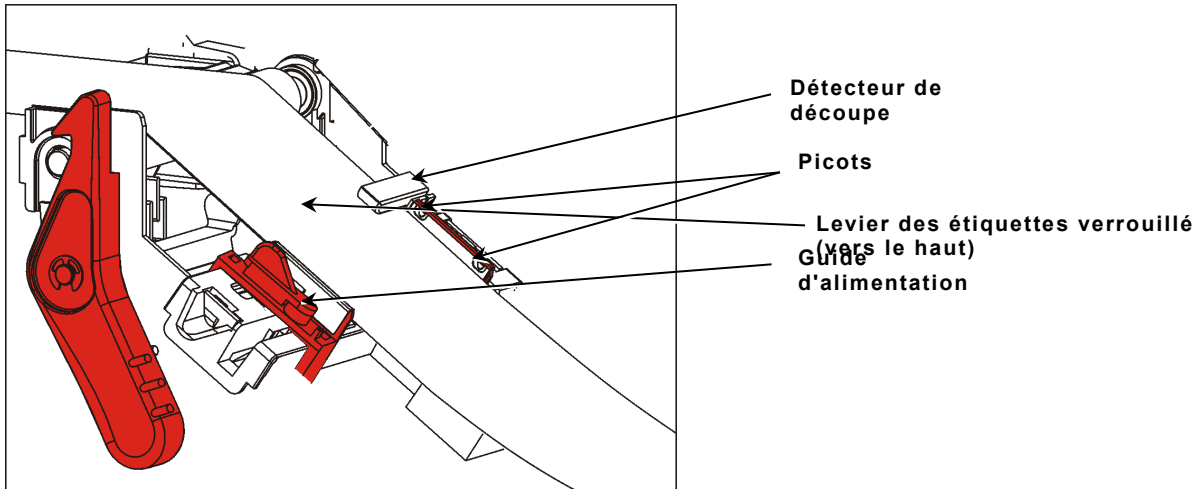 Détecteur de
découpe
Picots
Levier des étiquettes verrouillé
(vers le haut)
Guide
d'alimentation